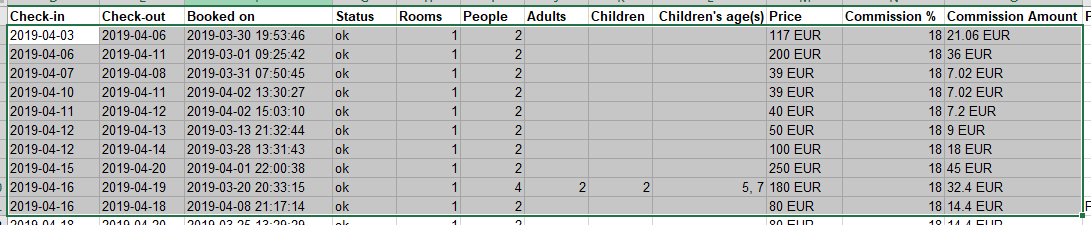 Check-in Check-out Booked on Status Rooms People Adults Children Children's age(s) Price Commission % Commission Amount
2019-04-03 2019-04-06 2019-03-30 19:53:46 ok 1 2 117 EUR 18 21.06 EUR
2019-04-06 2019-04-11 2019-03-01 09:25:42 ok 1 2 200 EUR 18 36 EUR
2019-04-07 2019-04-08 2019-03-31 07:50:45 ok 1 2 39 EUR 18 7.02 EUR
2019-04-10 2019-04-11 2019-04-02 13:30:27 ok 1 2 39 EUR 18 7.02 EUR
2019-04-11 2019-04-12 2019-04-02 15:03:10 ok 1 2 40 EUR 18 7.2 EUR
2019-04-12 2019-04-13 2019-03-13 21:32:44 ok 1 2 50 EUR 18 9 EUR
2019-04-12 2019-04-14 2019-03-28 13:31:43 ok 1 2 100 EUR 18 18 EUR
2019-04-15 2019-04-20 2019-04-01 22:00:38 ok 1 2 250 EUR 18 45 EUR
2019-04-16 2019-04-19 2019-03-20 20:33:15 ok 1 4 2 2 5, 7 180 EUR 18 32.4 EUR
2019-04-16 2019-04-18 2019-04-08 21:17:14 ok 1 2 80 EUR 18 14.4 EUR